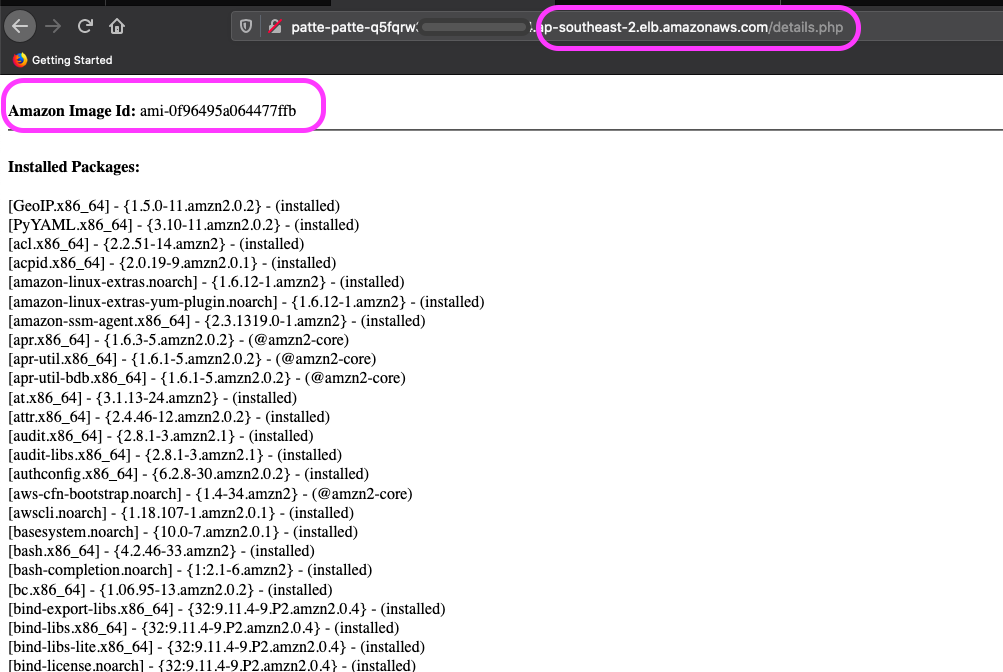 patte-patte-q5fqrw ap-southeast-2.elb.amazonaws.com/details.php
Getting Started
Amazon Image Id: ami-0f96495a064477ffb
Installed Packages:
[GeoIP.x86_64] - {1.5.0-11.amzn2.0.2} - (installed)
[PyYAML.x86_64] - {3.10-11.amzn2.0.2} - (installed)
[acl.x86_64] - {2.2.51-14.amzn2} - (installed)
[acpid.x86_64] - {2.0.19-9.amzn2.0.1} - (installed)
[amazon-linux-extras.noarch] - {1.6.12-1.amzn2} - (installed)
[amazon-linux-extras-yum-plugin.noarch] - {1.6.12-1.amzn2} - (installed)
[amazon-ssm-agent.x86_64] - {2.3.1319.0-1.amzn2} - (installed)
[apr.x86_64] - {1.6.3-5.amzn2.0.2} - (@amzn2-core)
[apr-util.x86_64] - {1.6.1-5.amzn2.0.2} - (@amzn2-core)
[apr-util-bdb.x86_64] - {1.6.1-5.amzn2.0.2} - (@amzn2-core)
[at.x86_64] - {3.1.13-24.amzn2} - (installed)
[attr.x86_64] - {2.4.46-12.amzn2.0.2} - (installed)
[audit.x86_64] - {2.8.1-3.amzn2.1} - (installed)
[audit-libs.x86_64] - {2.8.1-3.amzn2.1} - (installed)
[authconfig.x86_64] - {6.2.8-30.amzn2.0.2} - (installed)
[aws-cfn-bootstrap.noarch] - {1.4-34.amzn2} - (@amzn2-core)
[awscli.noarch] - {1.18.107-1.amzn2.0.1} - (installed)
[basesystem.noarch] - {10.0-7.amzn2.0.1} - (installed)
[bash.x86_64] - {4.2.46-33.amzn2} - (installed)
[bash-completion.noarch] - {1:2.1-6.amzn2} - (installed)
[bc.x86_64] - {1.06.95-13.amzn2.0.2} - (installed)
[bind-export-libs.x86_64] - {32:9.11.4-9.P2.amzn2.0.4} - (installed)
[bind-libs.x86_64] - {32:9.11.4-9.P2.amzn2.0.4} - (installed)
[bind-libs-lite.x86_64] - {32:9.11.4-9.P2.amzn2.0.4} - (installed)
[bind-license.noarch] - {32:9.11.4-9.P2.amzn2.0.4} - (installed)